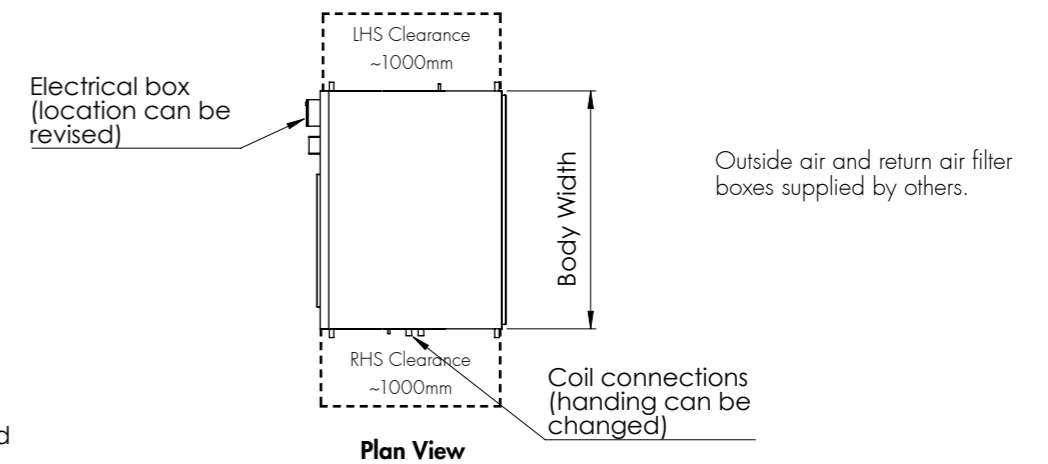 LHS Clearance
~1000mm
Electrical box
(location can be
revised)
Body Width
Outside air and return air filter
boxes supplied by others.
RHS Clearance
~1000mm
Coil connections
(handing can be
changed)
Plan View